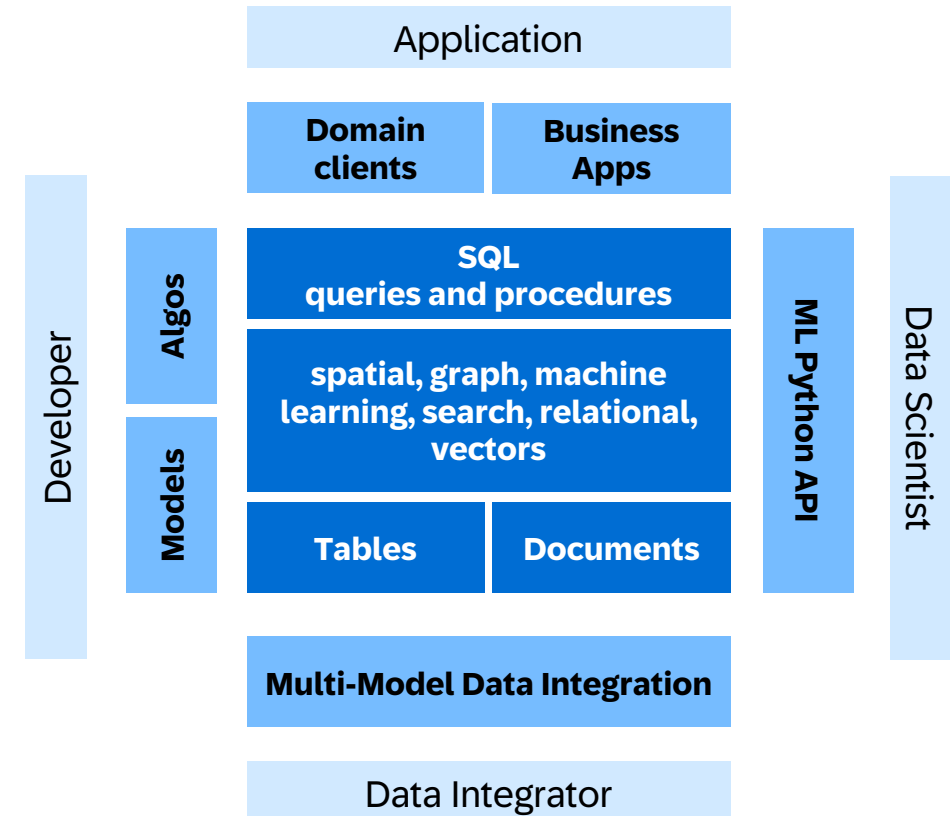 Application
Domain
clients
Business
Apps
Developer
Algos
Models
SQL
queries and procedures
spatial, graph, machine
learning, search, relational,
vectors
Tables
Documents
ML Python API
Data Scientist
Multi-Model Data Integration
Data Integrator